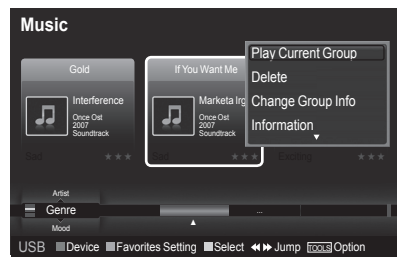 Music
Gold
If You Want Me
Interference
Once Ost
2007
Soundtrack
Marketa Irg
Once Ost
2007
Soundtrack
Play Current Group
Delete
Change Group Info
Information
Sad
Sad
Exciting
Artist
Genre
Mood
...
USB Device Favorites Setting Select Jump TOOLS Option